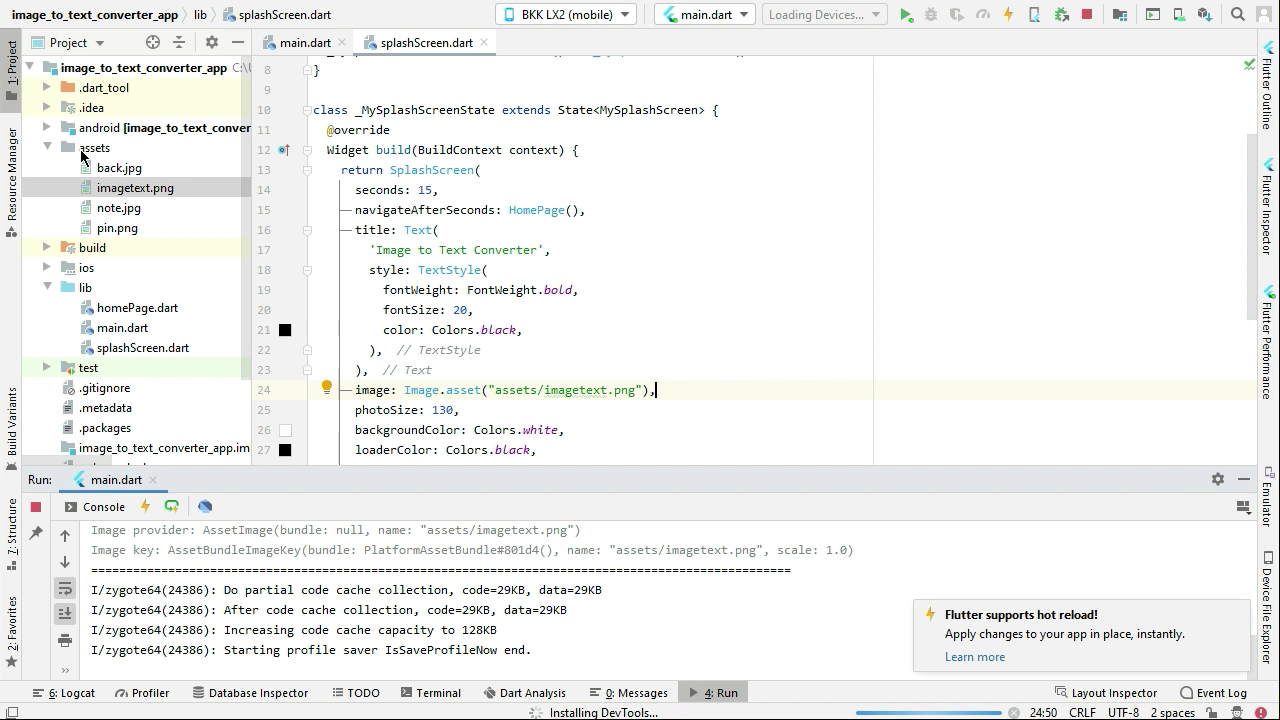 image_to_text_converter_app
lib
splashScreen.dart
BKK LX2 (mobile)
main.dart
Loading Devices...
Project
main.dart
splashScreen.dart
1: Project
Resource Manager
Build Variants
7: Structure
2: Favorites
image_to_text_converter_app C:\
.dart_tool
.idea
android [image_to_text_conver
assets
back.jpg
imagetext.png
note.jpg
pin.png
build
ios
lib
homePage.dart
main.dart
splashScreen.dart
test
.gitignore
.metadata
.packages
image_to_text_converter_app.im
8 }
9
10 class _MySplashScreenState extends State<MySplashScreen> {
11 @override
12 Widget build(BuildContext context) {
13 return SplashScreen(
14 seconds: 15,
15 navigateAfterSeconds: HomePage(),
16 title: Text(
17 'Image to Text Converter',
18 style: TextStyle(
19 fontWeight: FontWeight.bold,
20 fontSize: 20,
21 color: Colors.black,
22 ), // TextStyle
23 ), // Text
24 image: Image.asset("assets/imagetext.png"),
25 photoSize: 130,
26 backgroundColor: Colors.white,
27 loaderColor: Colors.black,
Flutter Outline
Flutter Inspector
Flutter Performance
Emulator
Device File Explorer
Run:
main.dart
Console
Image provider: AssetImage(bundle: null, name: "assets/imagetext.png")
Image key: AssetBundleImageKey(bundle: PlatformAssetBundle#801d4(), name: "assets/imagetext.png", scale: 1.0)
════════════════════════════════════════════════════════════════════════════════════════════════════
I/zygote64(24386): Do partial code cache collection, code=29KB, data=29KB
I/zygote64(24386): After code cache collection, code=29KB, data=29KB
I/zygote64(24386): Increasing code cache capacity to 128KB
I/zygote64(24386): Starting profile saver IsSaveProfileNow end.
Flutter supports hot reload!
Apply changes to your app in place, instantly.
Learn more
6: Logcat
Profiler
Database Inspector
TODO
Terminal
Dart Analysis
0: Messages
4: Run
Layout Inspector
Event Log
Installing DevTools...
24:50 CRLF UTF-8 2 spaces